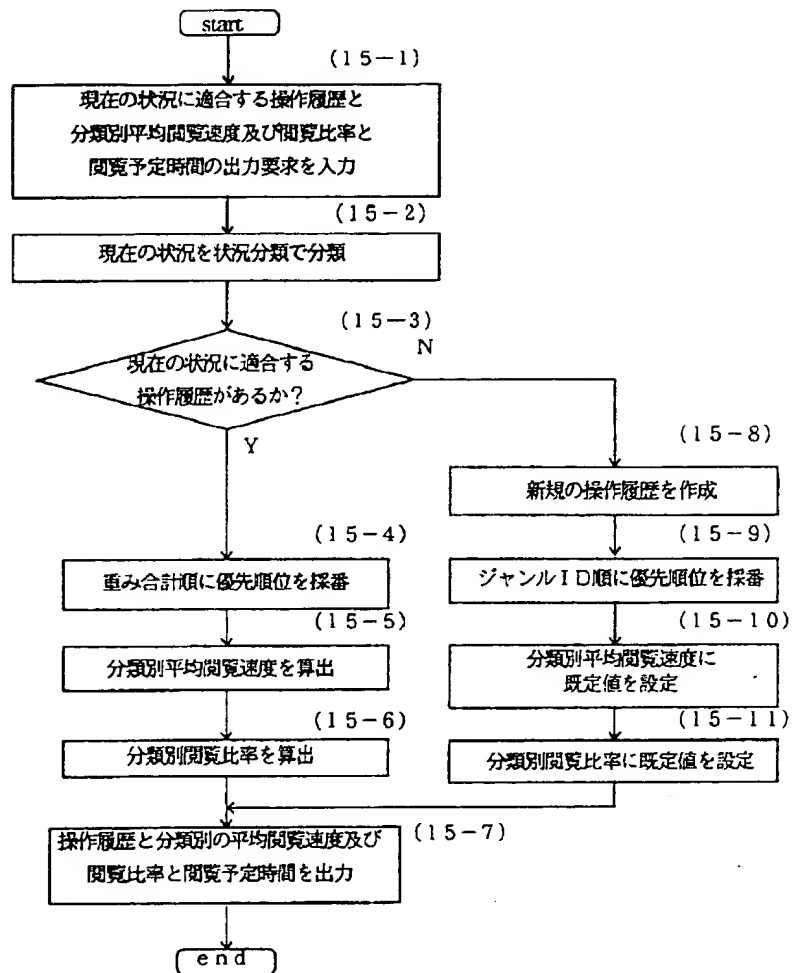 start
(15-1)
現在の状況に適合する操作履歴と
分類別平均閲覧速度及び閲覧比率と
閲覧予定時間の出力要求を入力
(15-2)
現在の状況を状況分類で分類
(15-3)
現在の状況に適合する
操作履歴があるか?
N
Y
(15-4)
重み合計順に優先順位を採番
(15-5)
分類別平均閲覧速度を算出
(15-6)
分類別閲覧比率を算出
(15-8)
新規の操作履歴を作成
(15-9)
ジャンルID順に優先順位を採番
(15-10)
分類別平均閲覧速度に
既定値を設定
(15-11)
分類別閲覧比率に既定値を設定
(15-7)
操作履歴と分類別の平均閲覧速度及び
閲覧比率と閲覧予定時間を出力
end